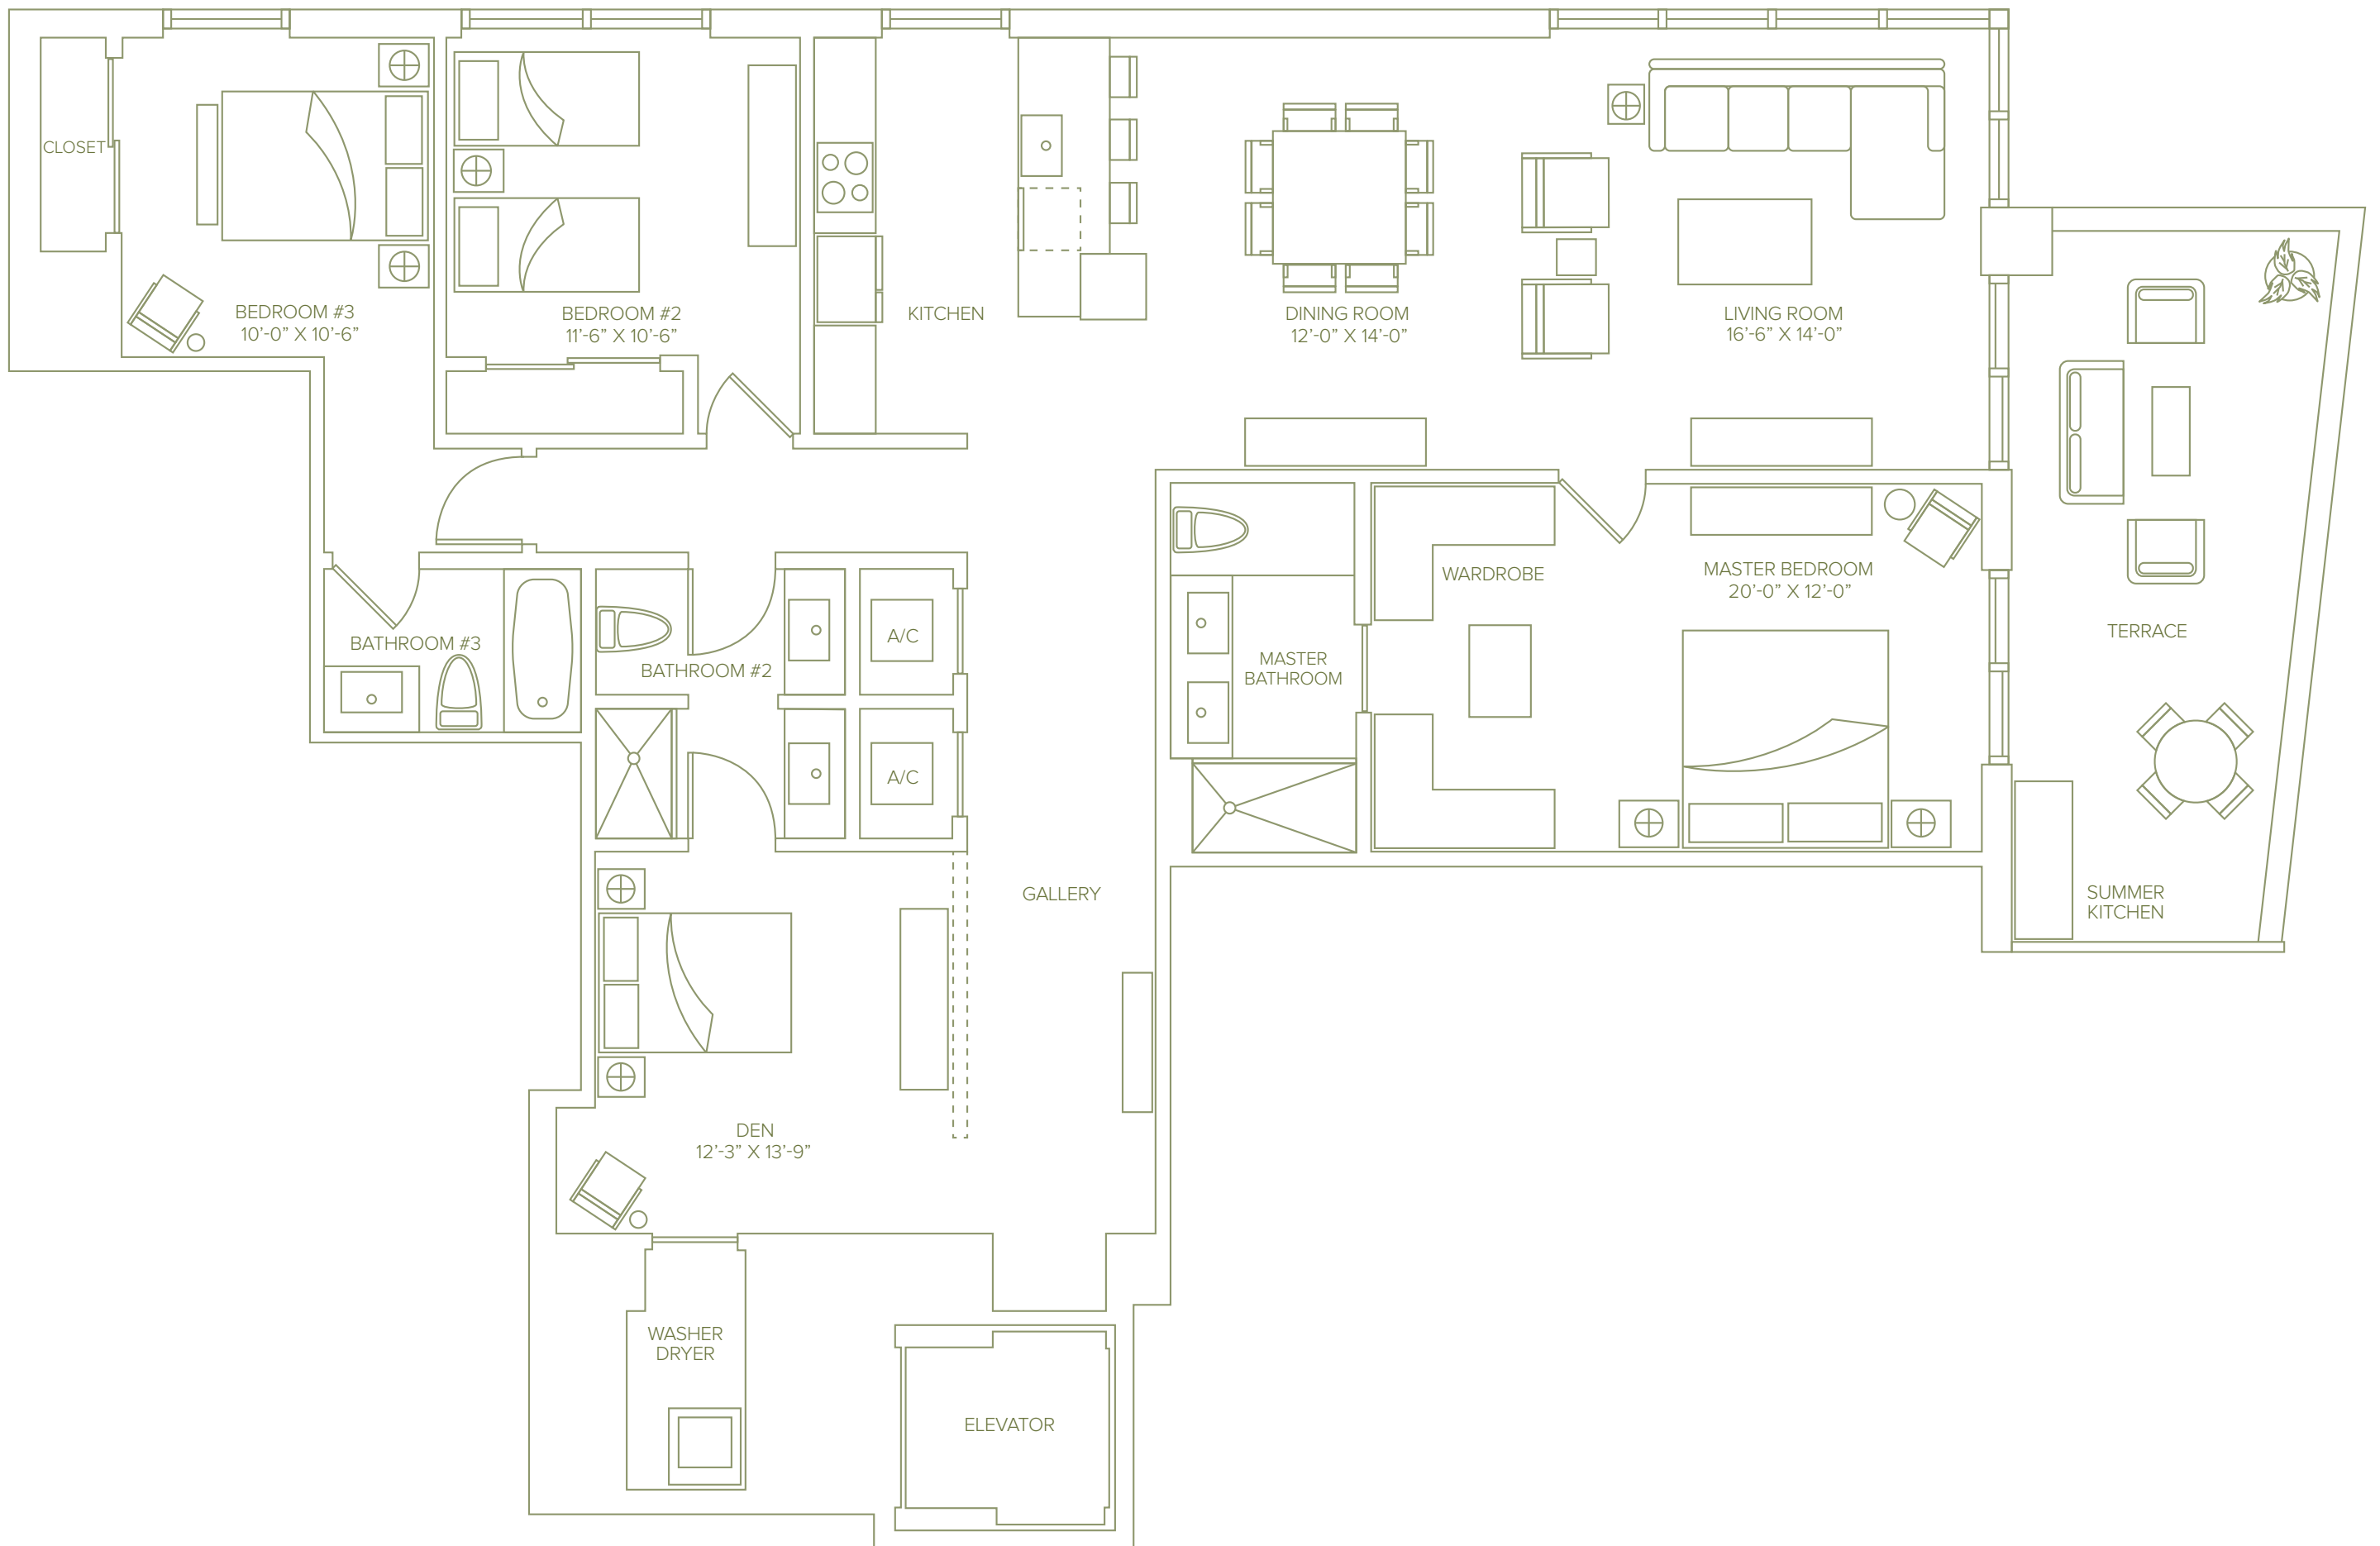 CLOSET
BEDROOM #3
10’-0” X 10’-6”
BEDROOM #2
11’-6” X 10’-6”
KITCHEN
DINING ROOM
12’-0” X 14’-0”
LIVING ROOM
16’-6” X 14’-0”
WARDROBE
MASTER BEDROOM
20’-0” X 12’-0”
TERRACE
BATHROOM #3
BATHROOM #2
A/C
MASTER
BATHROOM
A/C
GALLERY
SUMMER
KITCHEN
DEN
12’-3” X 13’-9”
WASHER
DRYER
ELEVATOR